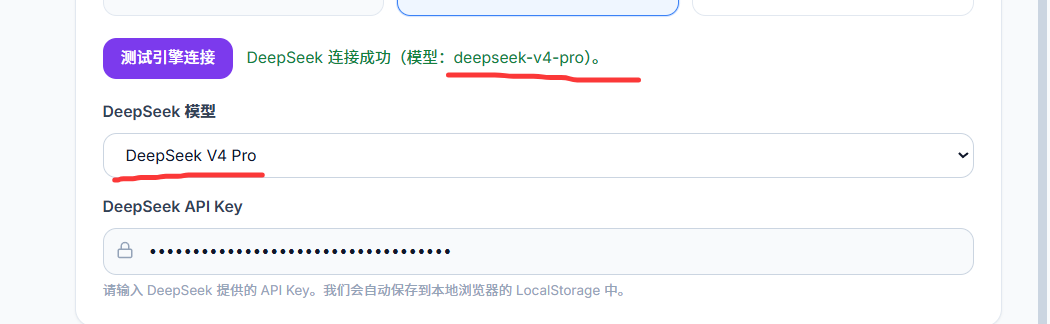 测试引擎连接 DeepSeek 连接成功（模型：deepseek-v4-pro）。
DeepSeek 模型
DeepSeek V4 Pro
DeepSeek API Key
••••••••••••••••••••••••••••••••••••
请输入 DeepSeek 提供的 API Key。我们会自动保存到本地浏览器的 LocalStorage 中。